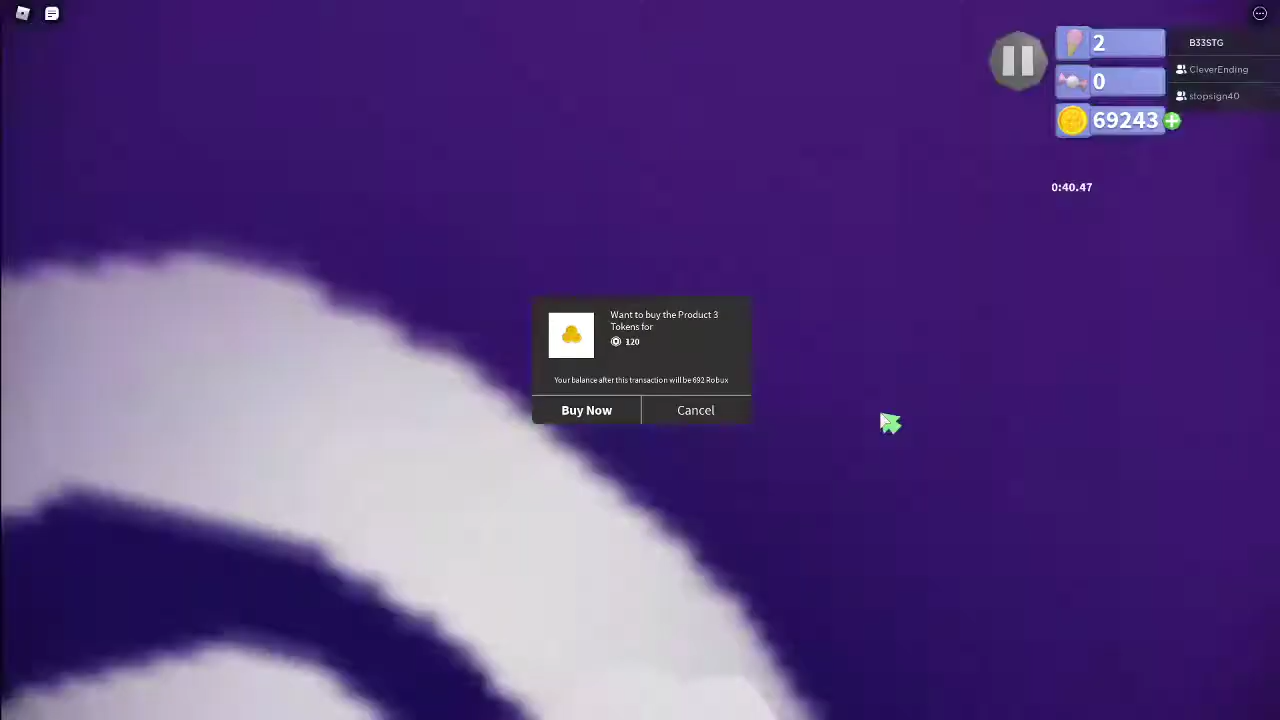 2
B33STG
CleverEnding
0
stopsign40
69243
0:40.47
Want to buy the Product 3
Tokens for
120
Your balance after this transaction will be 692 Robux
Buy Now
Cancel